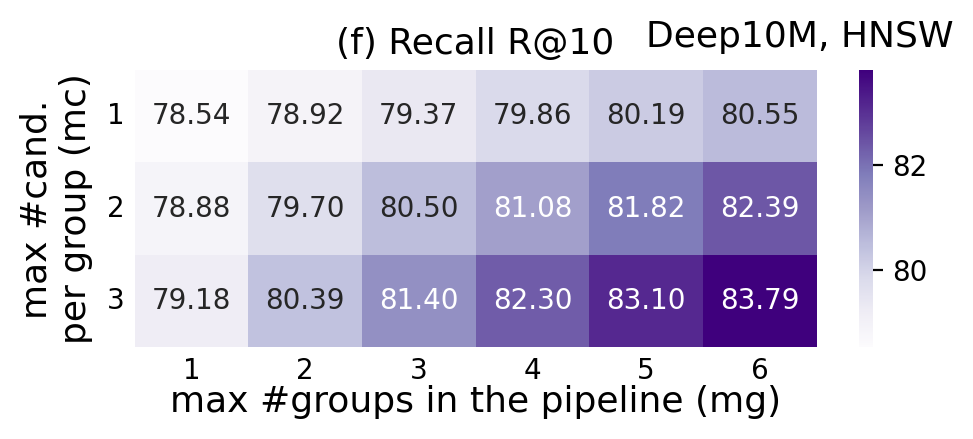 (f) Recall R@10
Deep10M, HNSW
max #cand.
per group (mc)
1 78.54 78.92 79.37 79.86 80.19 80.55
2 78.88 79.70 80.50 81.08 81.82 82.39
3 79.18 80.39 81.40 82.30 83.10 83.79
1 2 3 4 5 6
max #groups in the pipeline (mg)
82
80